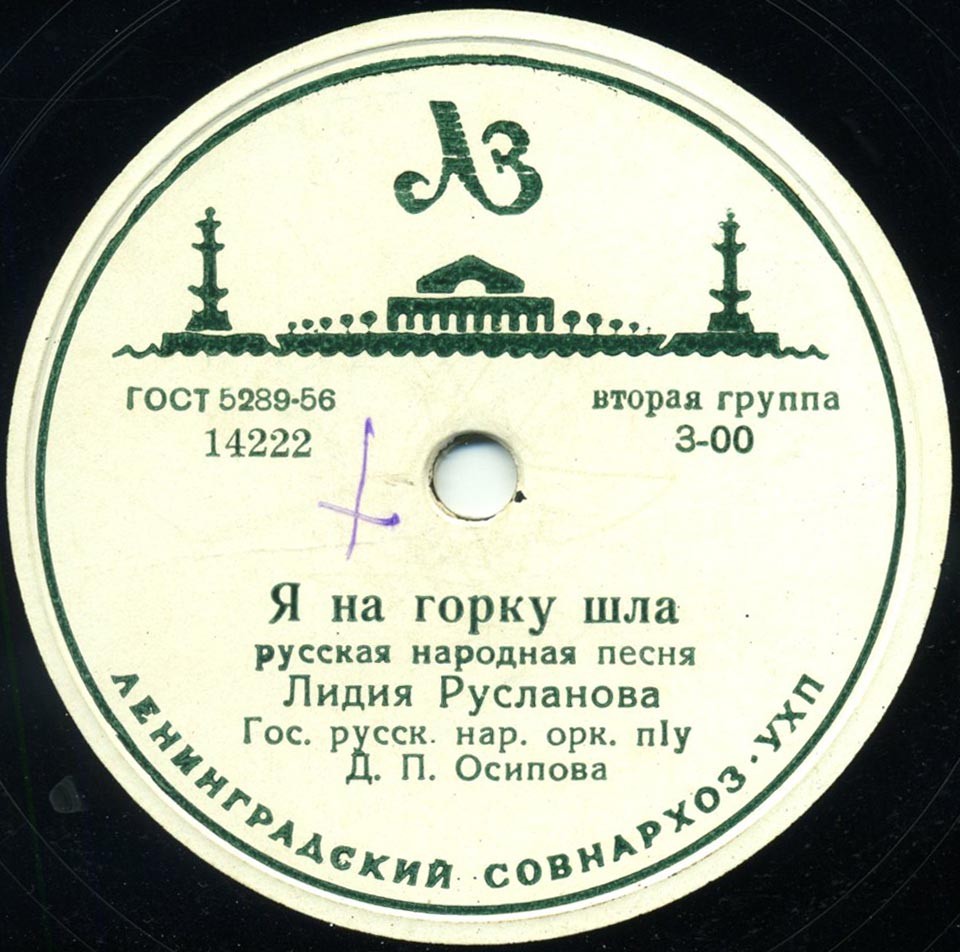 ЛЗ
ГОСТ 5289-56
14222
вторая группа
3-00
Я на горку шла
русская народная песня
Лидия Русланова
Гос. русск. нар. орк. п/у
Д. П. Осипова
ЛЕНИНГРАДСКИЙ СОВНАРХОЗ·УХП